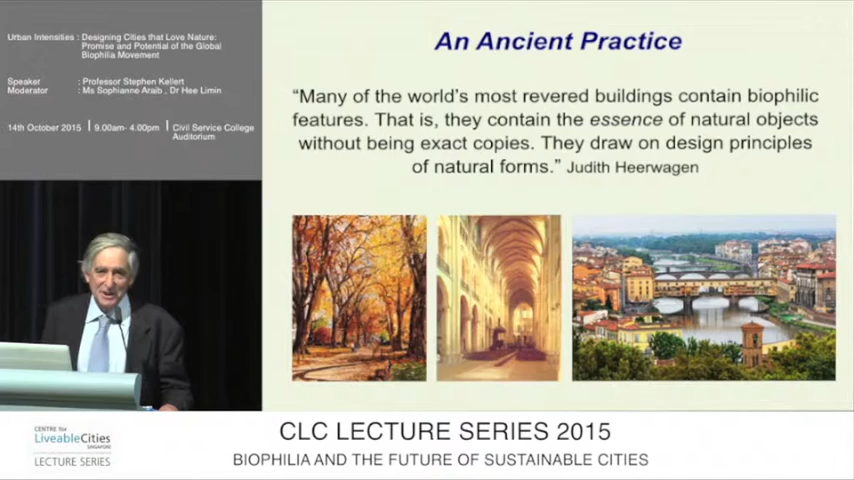 Urban Intensities : Designing Cities that Love Nature:
Promise and Potential of the Global
Biophilia Movement
Speaker : Professor Stephen Kellert
Moderator : Ms Sophianne Araib , Dr Hee Limin
14th October 2015 | 9.00am- 4.00pm | Civil Service College
Auditorium
An Ancient Practice
“Many of the world's most revered buildings contain biophilic
features. That is, they contain the essence of natural objects
without being exact copies. They draw on design principles
of natural forms.” Judith Heerwagen
CENTRE for
LiveableCities
SINGAPORE
LECTURE SERIES
CLC LECTURE SERIES 2015
BIOPHILIA AND THE FUTURE OF SUSTAINABLE CITIES